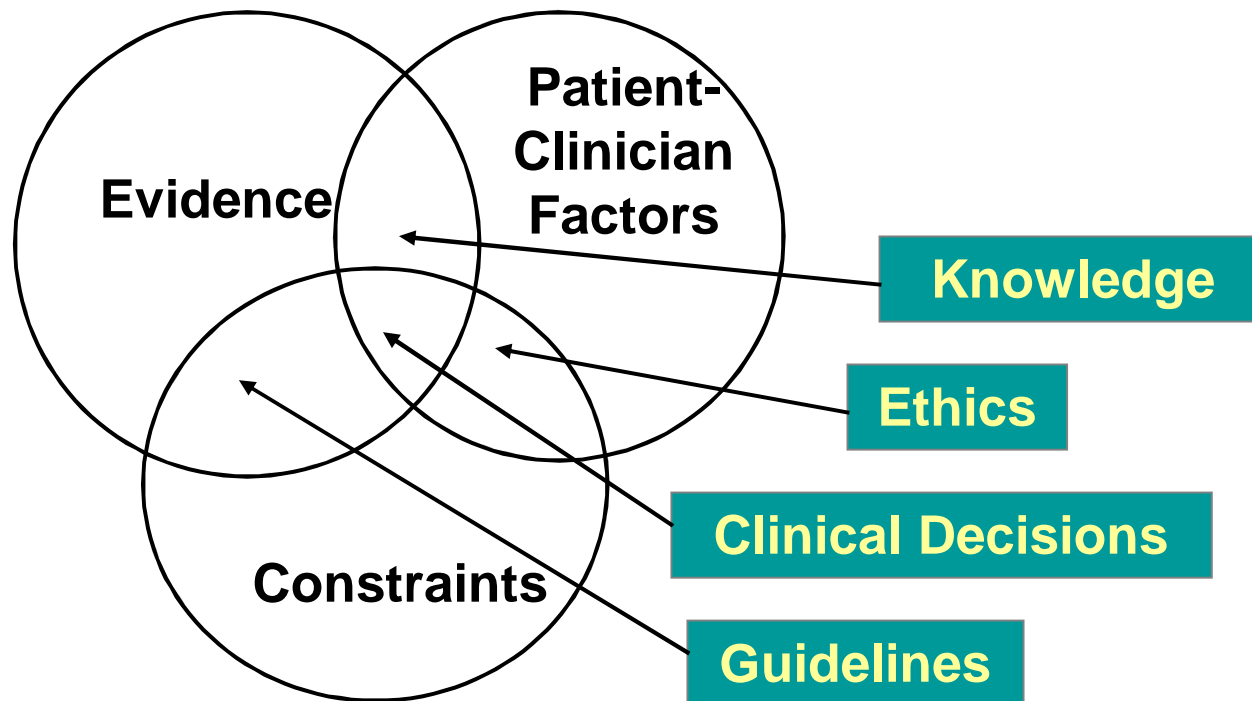 Patient-
Clinician
Factors
Evidence
Knowledge
Ethics
Clinical Decisions
Constraints
Guidelines